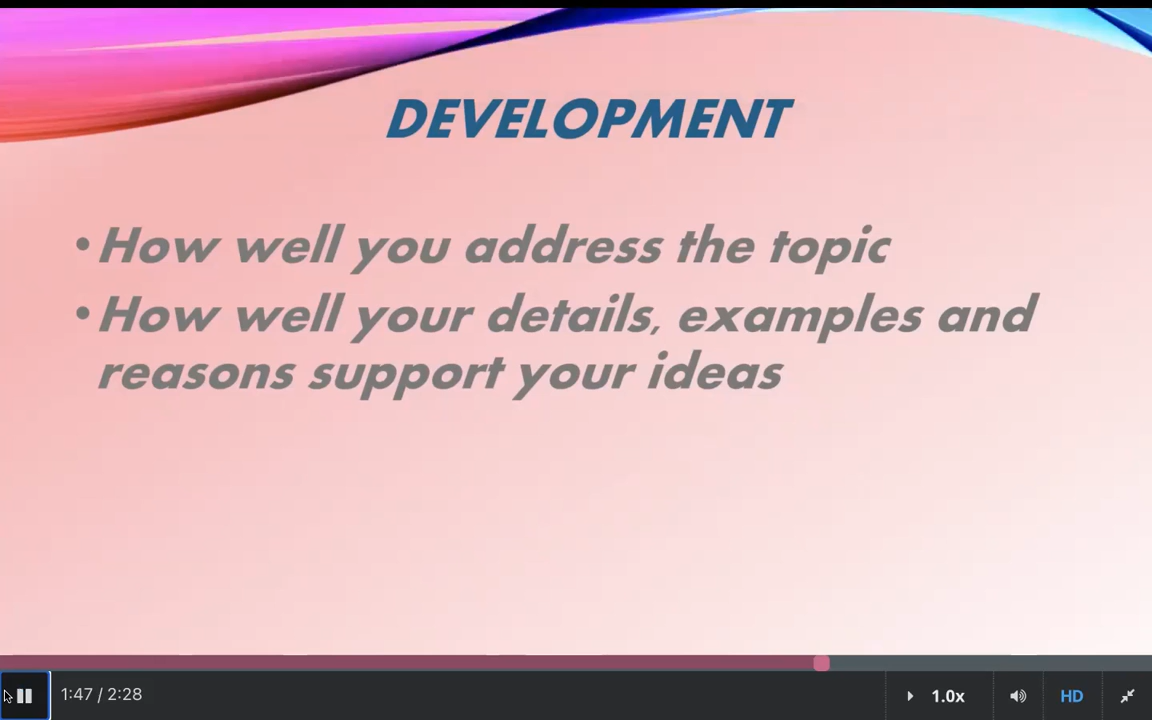 DEVELOPMENT
• How well you address the topic
• How well your details, examples and
reasons support your ideas
1:47 / 2:28
1.0x
HD